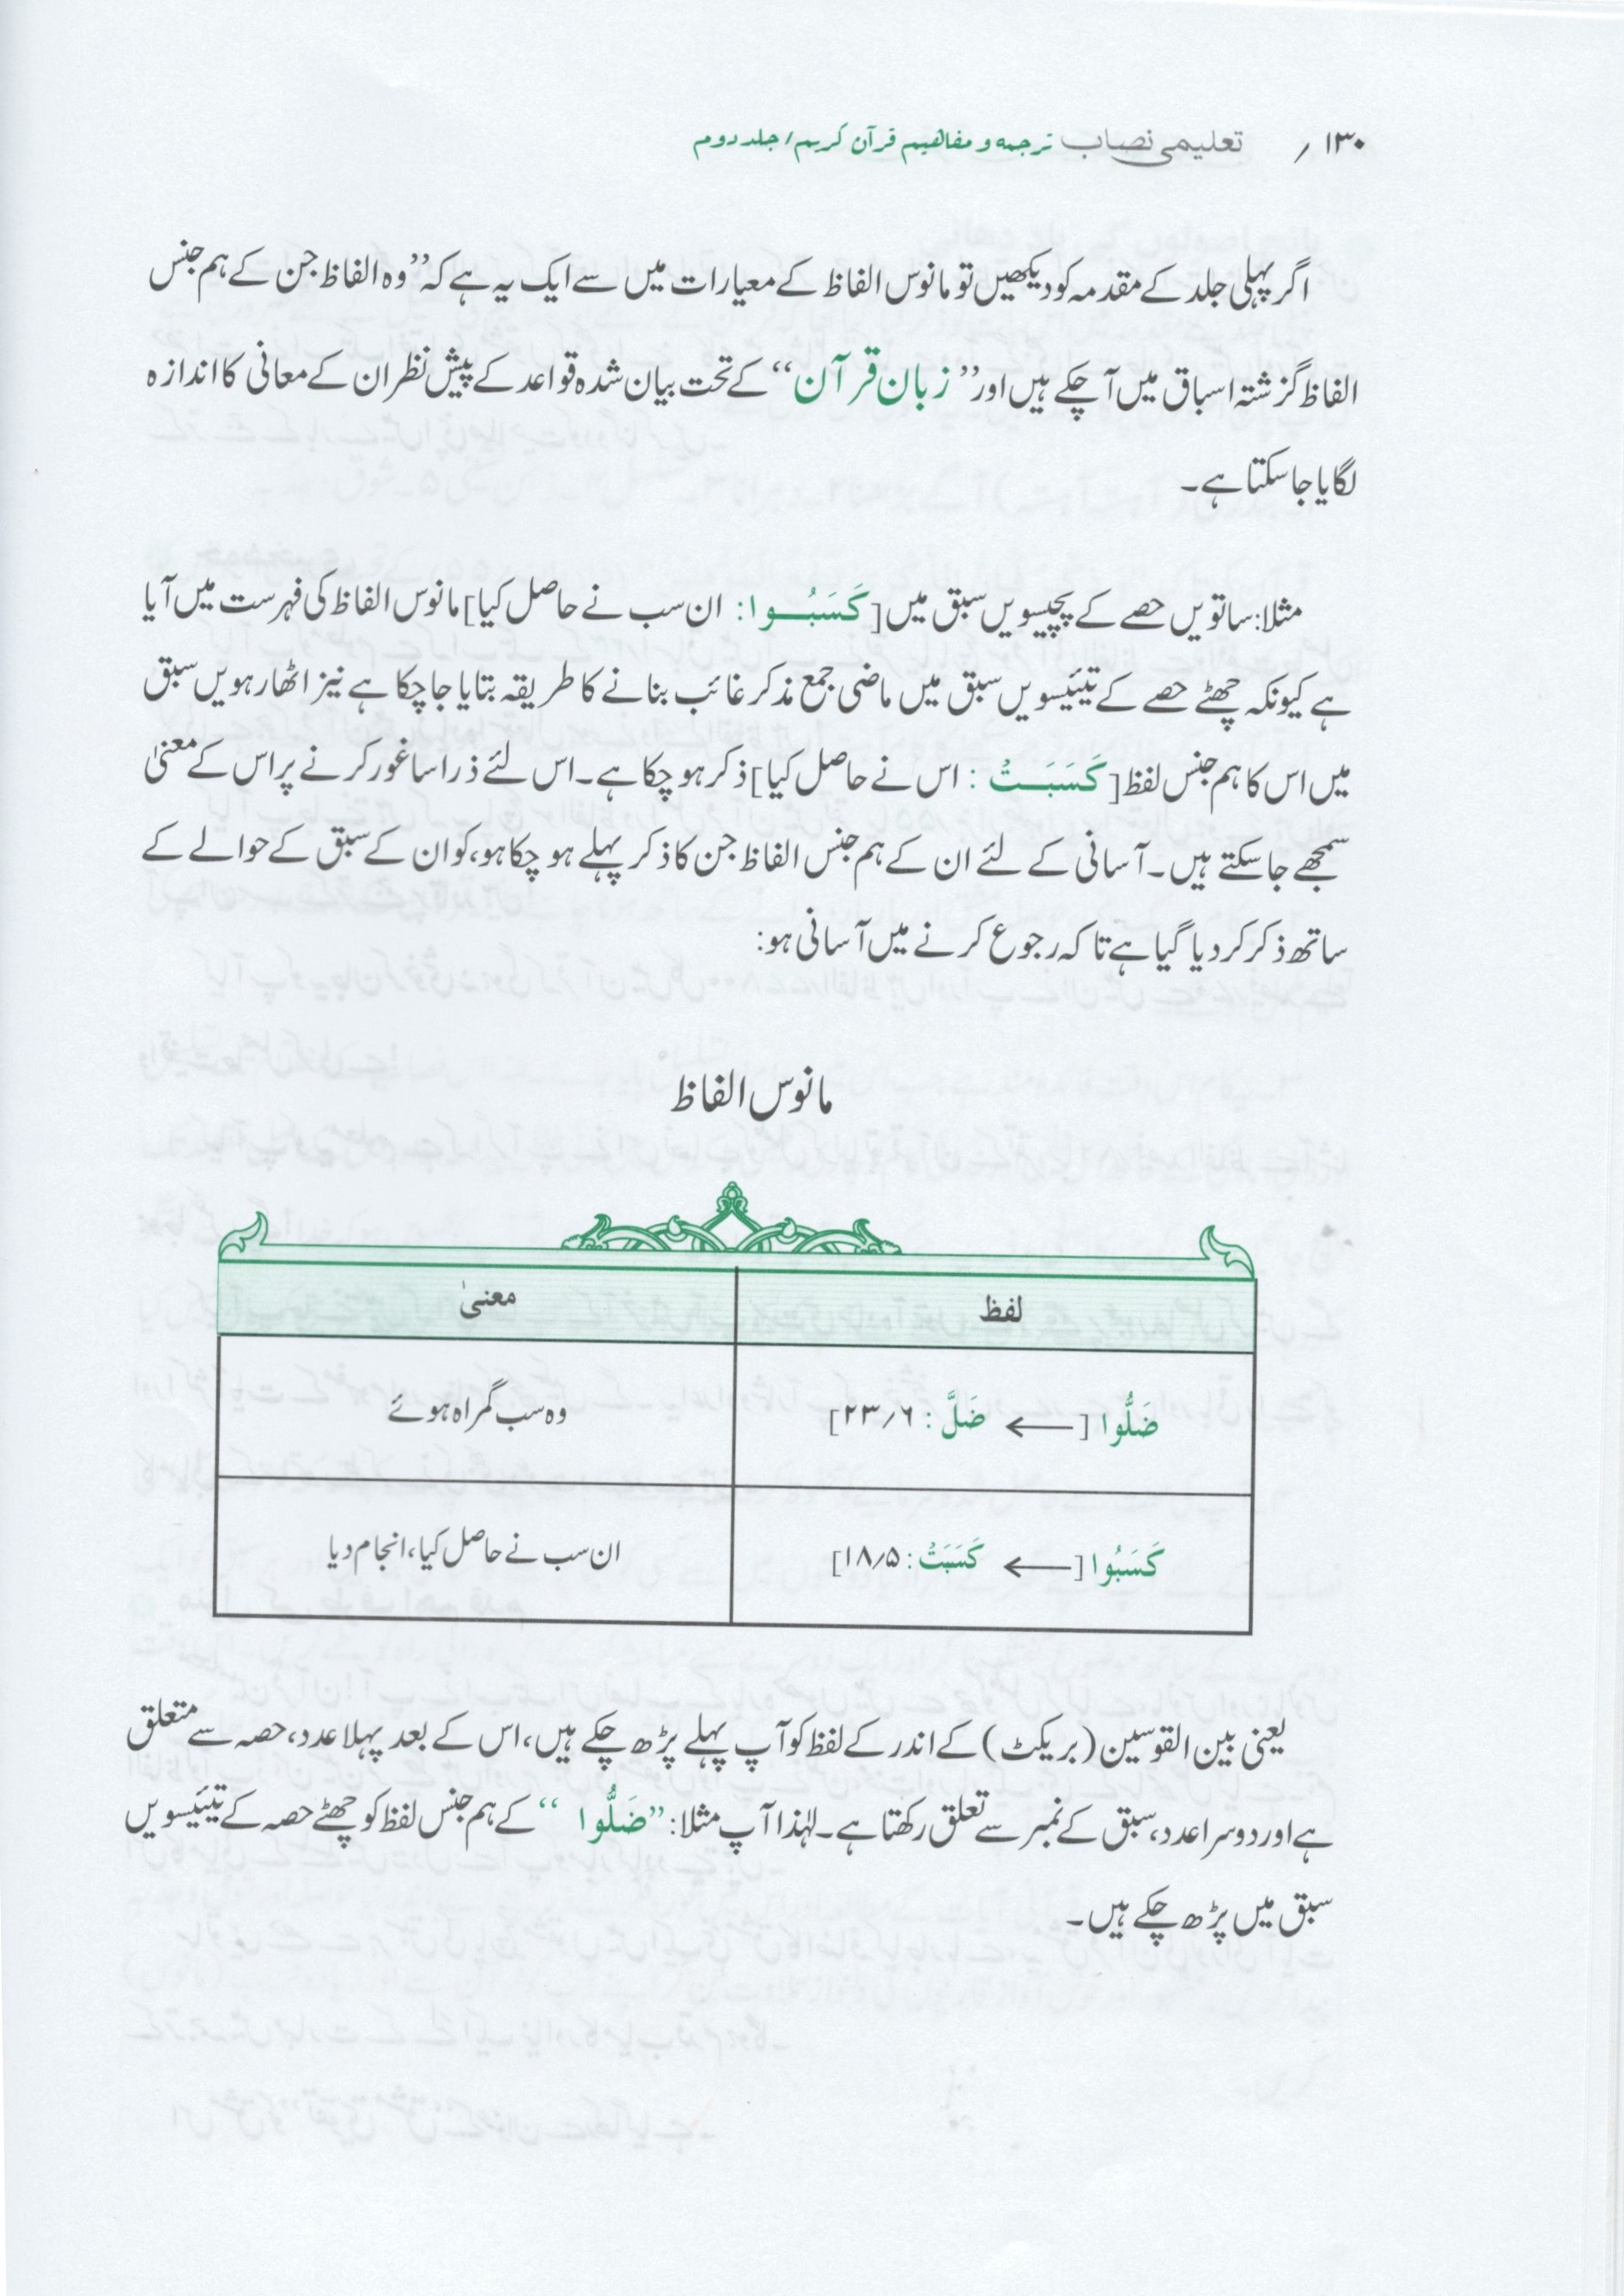 ۱۳۰ / تعلیمی نصاب ترجمه و مفاهیم قرآن کریم / جلد دوم
اگر پہلی جلد کے مقدمہ کو دیکھیں تو مانوس الفاظ کے معیارات میں سے ایک یہ ہے کہ ’’وہ الفاظ جن کے ہم جنس
الفاظ گزشتہ اسباق میں آ چکے ہیں اور ’’زبان قرآن‘‘ کے تحت بیان شدہ قواعد کے پیش نظر ان کے معانی کا اندازہ
لگایا جاسکتا ہے۔
مثلا: ساتویں حصے کے پچیسویں سبق میں [کَسَبُوا: ان سب نے حاصل کیا] مانوس الفاظ کی فہرست میں آیا
ہے کیونکہ چھٹے حصے کے تیئیسویں سبق میں ماضی جمع مذکر غائب بنانے کا طریقہ بتایا جا چکا ہے نیز اٹھارہویں سبق
میں اس کا ہم جنس لفظ [کَسَبَتْ: اس نے حاصل کیا] ذکر ہو چکا ہے۔ اس لئے ذرا سا غور کرنے پر اس کے معنیٰ
سمجھے جاسکتے ہیں۔ آسانی کے لئے ان کے ہم جنس الفاظ جن کا ذکر پہلے ہو چکا ہو، کو ان کے سبق کے حوالے کے
ساتھ ذکر کر دیا گیا ہے تاکہ رجوع کرنے میں آسانی ہو:
مانوس الفاظ
لفظ معنیٰ
ضَلُّوا [← ضَلَّ: ۲۳/۶] وہ سب گمراہ ہوئے
کَسَبُوا [← کَسَبَتْ: ۱۸/۵] ان سب نے حاصل کیا، انجام دیا
یعنی بین القوسین (بریکٹ) کے اندر کے لفظ کو آپ پہلے پڑھ چکے ہیں، اس کے بعد پہلا عدد، حصہ سے متعلق
ہے اور دوسرا عدد، سبق کے نمبر سے تعلق رکھتا ہے۔ لہٰذا آپ مثلا: ’’ضَلُّوا‘‘ کے ہم جنس لفظ کو چھٹے حصہ کے تیئیسویں
سبق میں پڑھ چکے ہیں۔